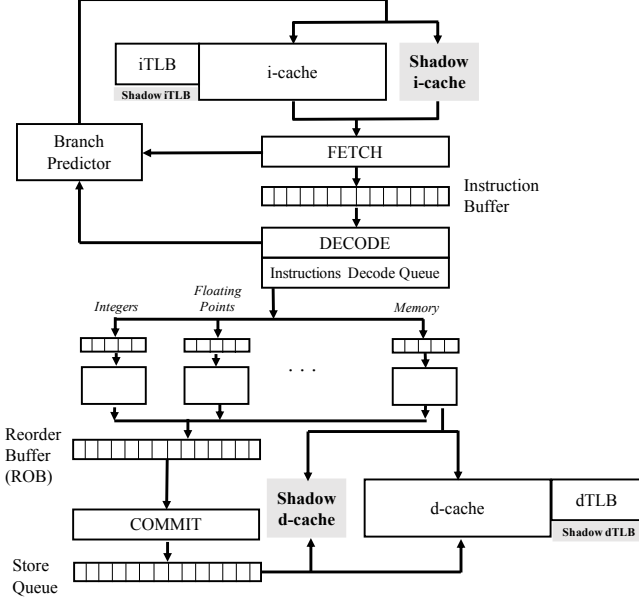 iTLB
i-cache
Shadow
i-cache
Shadow iTLB
Branch
Predictor
FETCH
Instruction
Buffer
DECODE
Instructions Decode Queue
Integers
Floating
Points
Memory
. . .
Reorder
Buffer
(ROB)
Shadow
d-cache
d-cache
dTLB
Shadow dTLB
COMMIT
Store
Queue